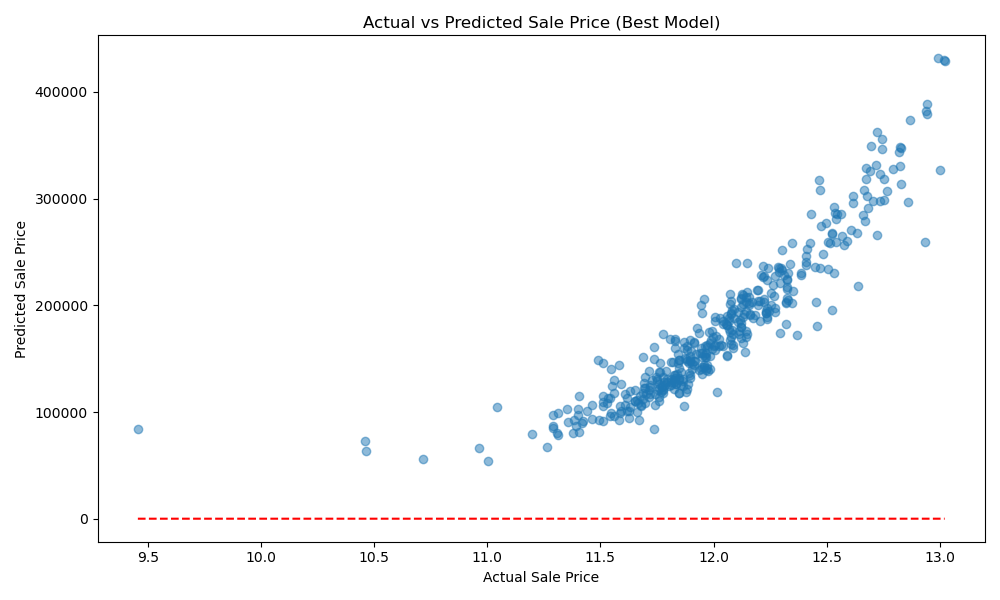 Actual vs Predicted Sale Price (Best Model)
Predicted Sale Price
400000
300000
200000
100000
0
9.5 10.0 10.5 11.0 11.5 12.0 12.5 13.0
Actual Sale Price